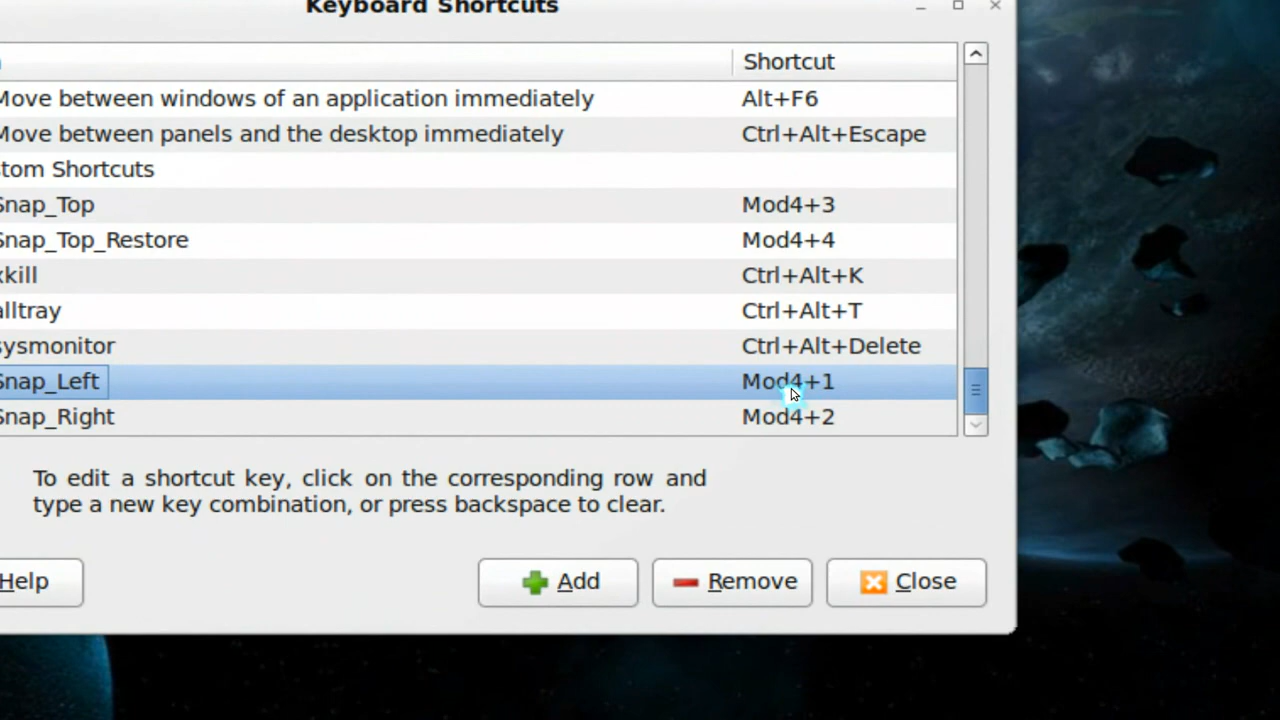 Keyboard Shortcuts
Shortcut
Move between windows of an application immediately Alt+F6
Move between panels and the desktop immediately Ctrl+Alt+Escape
tom Shortcuts
Snap_Top Mod4+3
Snap_Top_Restore Mod4+4
xkill Ctrl+Alt+K
alltray Ctrl+Alt+T
sysmonitor Ctrl+Alt+Delete
Snap_Left Mod4+1
Snap_Right Mod4+2
To edit a shortcut key, click on the corresponding row and
type a new key combination, or press backspace to clear.
Help Add Remove Close